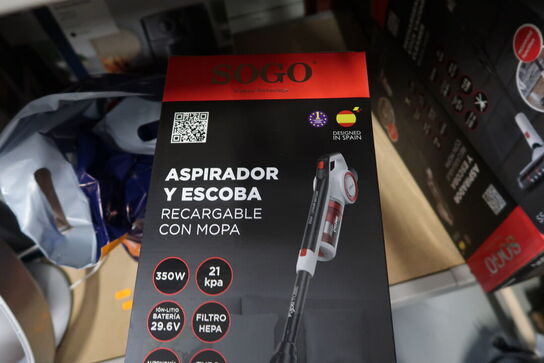 SOGO
DESIGNED
IN SPAIN
ASPIRADOR
Y ESCOBA
RECARGABLE
CON MOPA
350W
21
kpa
IÓN-LITIO
BATERÍA
29.6V
FILTRO
HEPA
SOGO